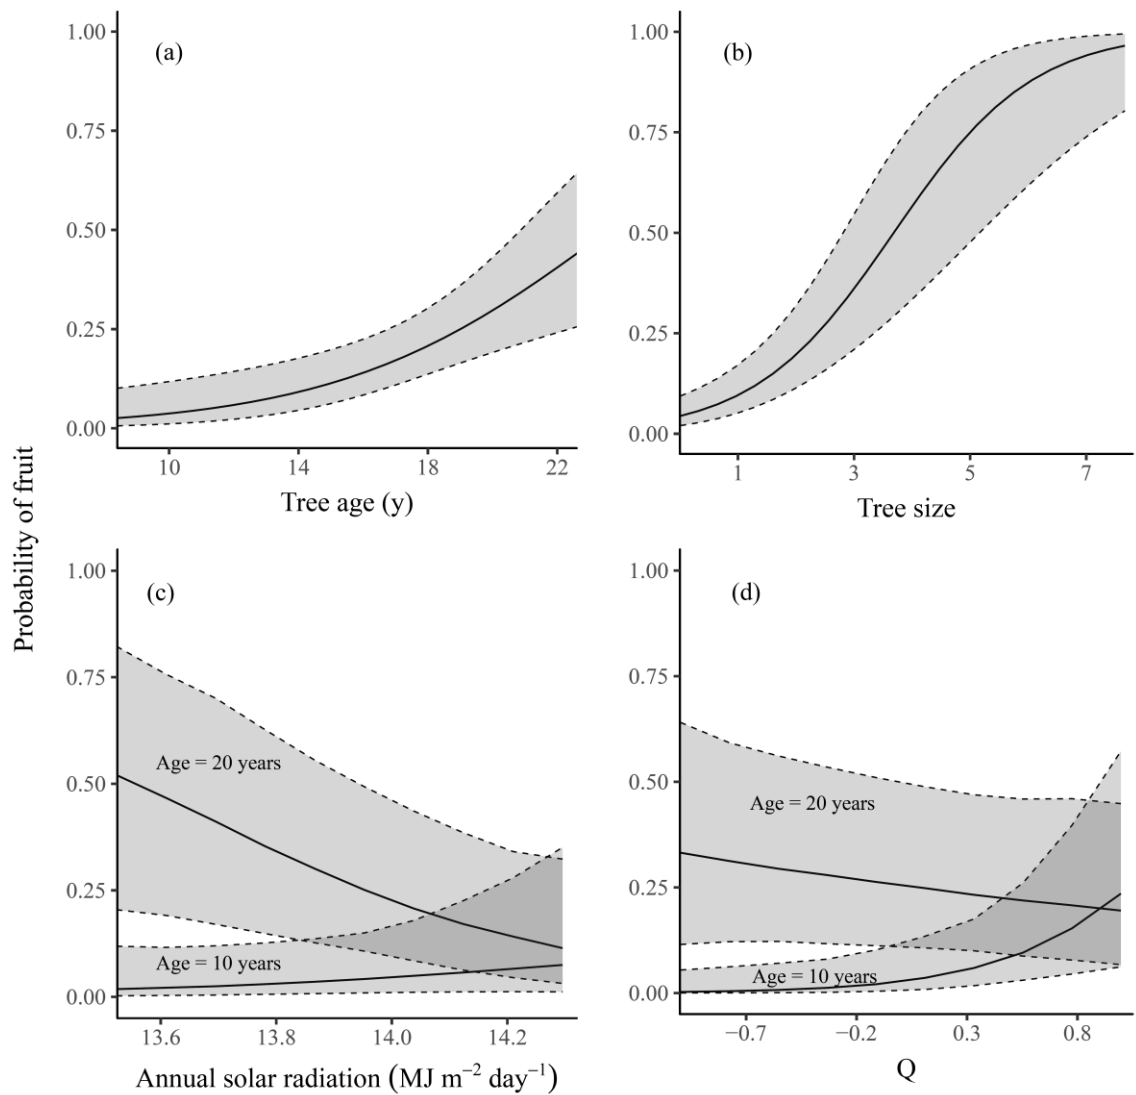 1.00
(a)
0.75
0.50
0.25
0.00
10 14 18 22
Tree age (y)
1.00
(b)
0.75
0.50
0.25
0.00
1 3 5 7
Tree size
Probability of fruit
1.00
(c)
0.75
Age = 20 years
0.50
0.25
Age = 10 years
0.00
13.6 13.8 14.0 14.2
Annual solar radiation (MJ m⁻² day⁻¹)
1.00
(d)
0.75
0.50
Age = 20 years
0.25
Age = 10 years
0.00
−0.7 −0.2 0.3 0.8
Q